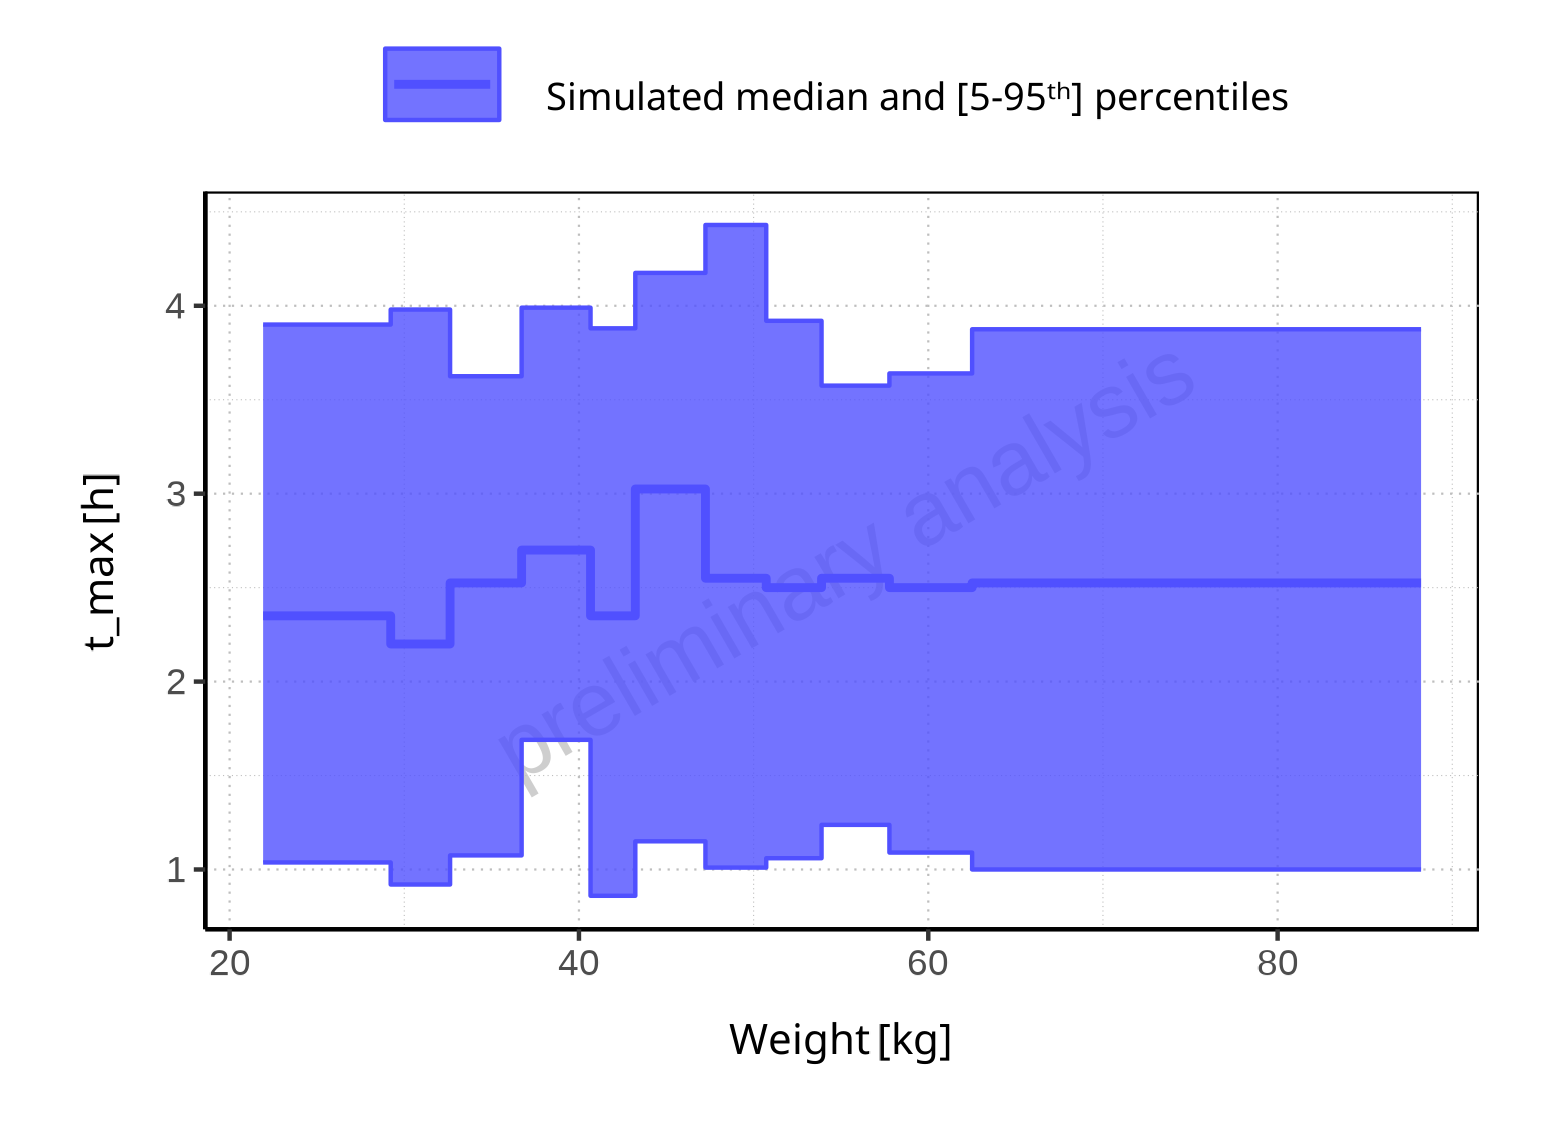 Simulated median and [5-95ᵗʰ] percentiles
4
3
2
1
t_max [h]
preliminary analysis
20 40 60 80
Weight [kg]